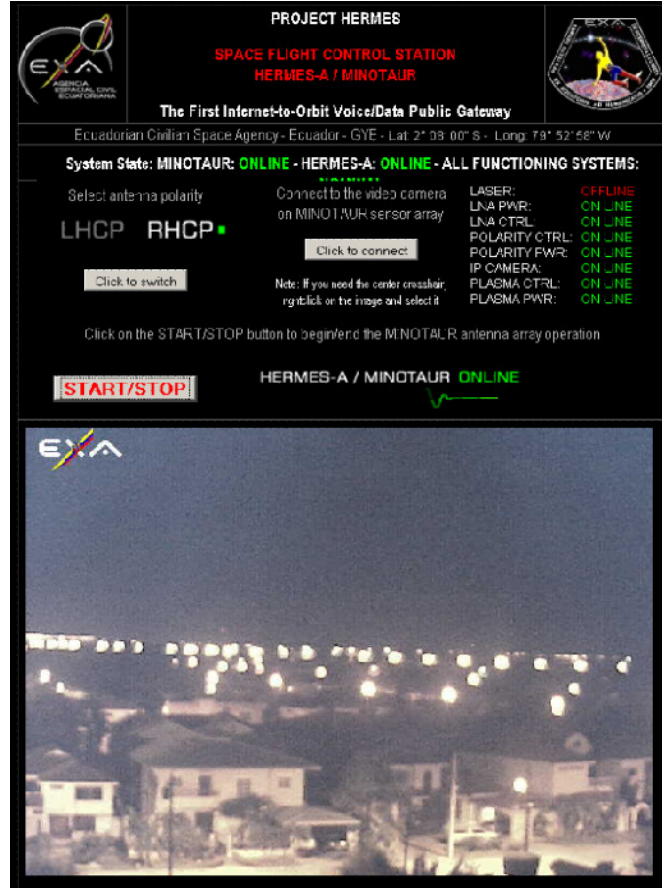 PROJECT HERMES
SPACE FLIGHT CONTROL STATION
HERMES-A / MINOTAUR
EXA
AGENCIA
ESPACIAL CIVIL
ECUATORIANA
The First Internet-to-Orbit Voice/Data Public
Gateway
Ecuadorian Civilian Space Agency - Ecuador - GYE - Lat: 2° 08' 00" S - Long: 79° 52'58" W
System State: MINOTAUR: ONLINE - HERMES-A: ONLINE - ALL FUNCTIONING SYSTEMS:
Select antenna polarity
LHCP RHCP
Click to switch
Connect to the video camera
on MINOTAUR sensor array
Click to connect
Note: If you need the center crosshair,
rightclick on the image and select it
LASER: OFFLINE
LNA PWR: ONLINE
LNA CTRL: ONLINE
POLARITY CTRL: ONLINE
POLARITY PWR: ONLINE
IP CAMERA: ONLINE
PLASMA CTRL: ONLINE
PLASMA PWR: ONLINE
Click on the START/STOP button to begin/end the MINOTAUR antenna array operation
START/STOP
HERMES-A / MINOTAUR ONLINE
EXA